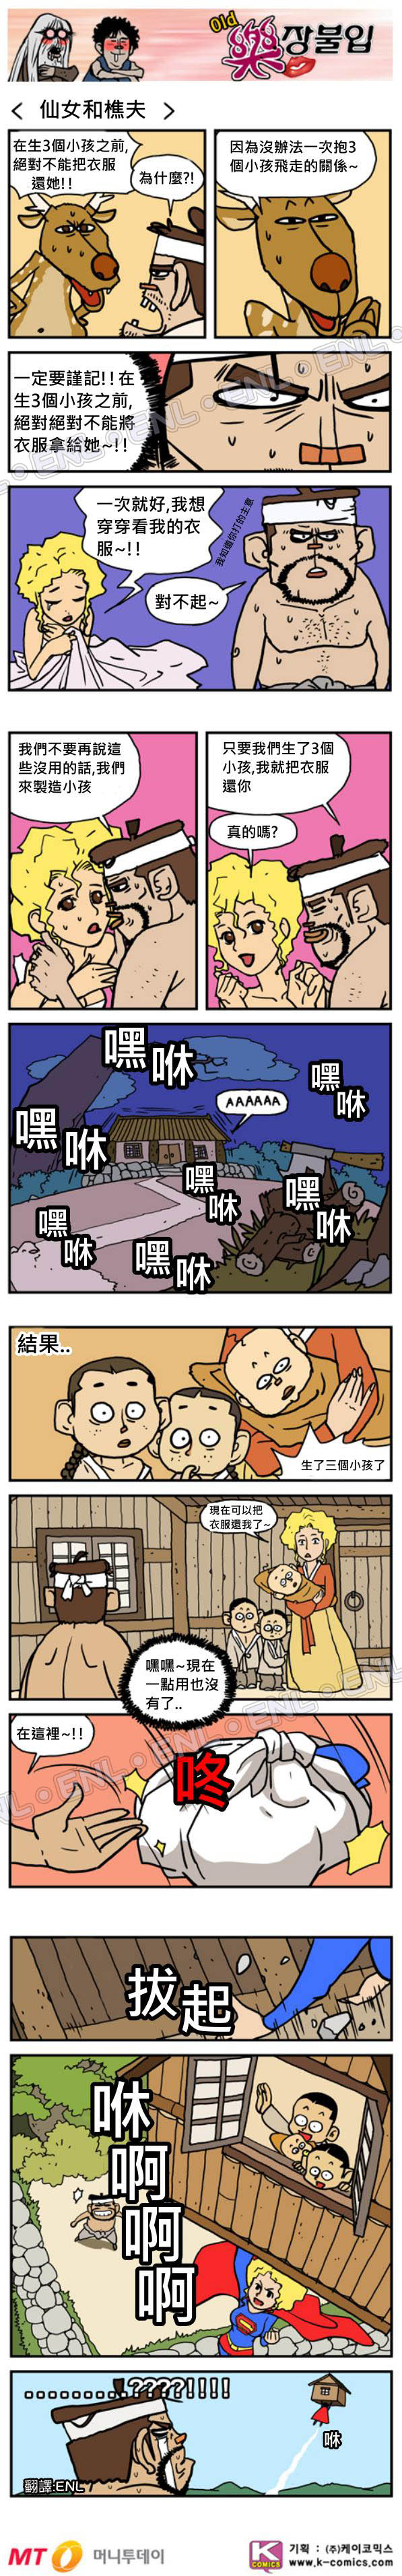 Old
樂장불입
< 仙女和樵夫 >
在生3個小孩之前,
絕對不能把衣服
還她!!
為什麼?!
因為沒辦法一次抱3
個小孩飛走的關係~
一定要謹記!!在
生3個小孩之前,
絕對絕對不能將
衣服拿給她~!!
一次就好,我想
穿穿看我的衣
服~!!
我知道你打的主意
對不起~
我們不要再說這
些沒用的話,我們
來製造小孩
只要我們生了3個
小孩,我就把衣服
還你
真的嗎?
嘿咻
AAAAAA
嘿咻
嘿咻
嘿咻
嘿咻
嘿咻
嘿咻
結果..
生了三個小孩了
現在可以把
衣服還我了~
嘿嘿~現在
一點用也沒
有了..
在這裡~!!
咚
拔起
咻啊啊啊
.........????!!!!
咻
翻譯:ENL
MTO 머니투데이
K COMICS
기획 : (주)케이코믹스
www.k-comics.com
ENL